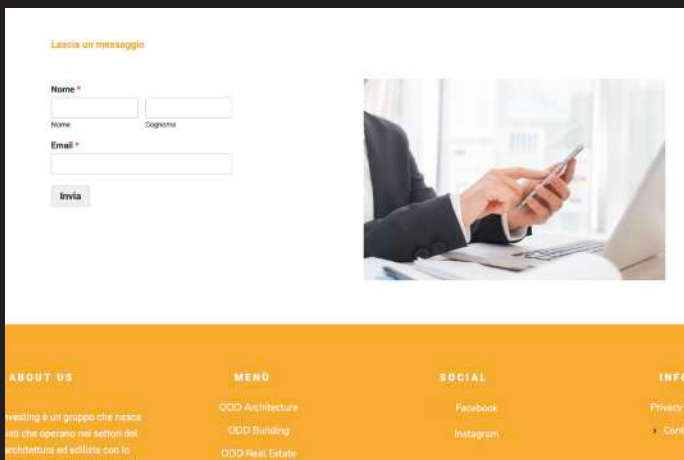 Lascia un messaggio
Nome *
Nome Cognome
Email *
Invia
ABOUT US
nvesting è un gruppo che nasce
che operano nei settori del
architettura ed edilizia con lo
MENÙ
ODD Architecture
ODD Building
ODD Real Estate
SOCIAL
Facebook
Instagram
INFO
Privacy